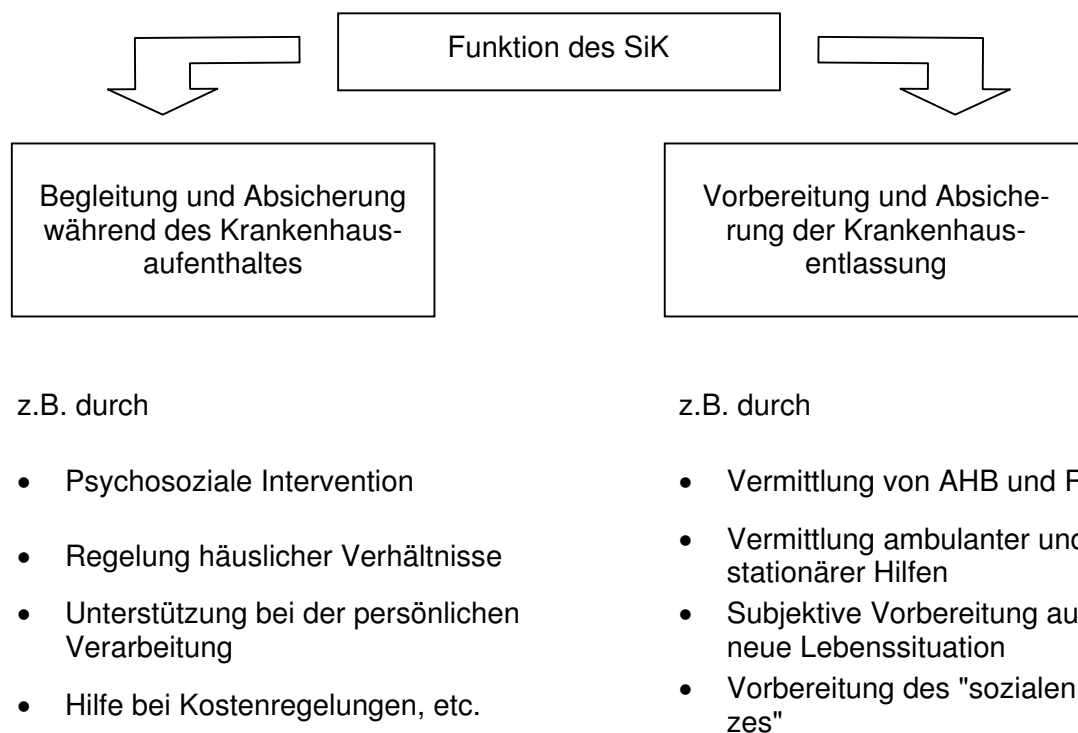 Funktion des SiK
Begleitung und Absicherung
während des Krankenhaus-
aufenthaltes
z.B. durch
• Psychosoziale Intervention
• Regelung häuslicher Verhältnisse
• Unterstützung bei der persönlichen
Verarbeitung
• Hilfe bei Kostenregelungen, etc.
Vorbereitung und Absiche-
rung der Krankenhaus-
entlassung
z.B. durch
• Vermittlung von AHB und
• Vermittlung ambulanter
stationärer Hilfen
• Subjektive Vorbereitung
neue Lebenssituation
• Vorbereitung des "sozialen
zes"